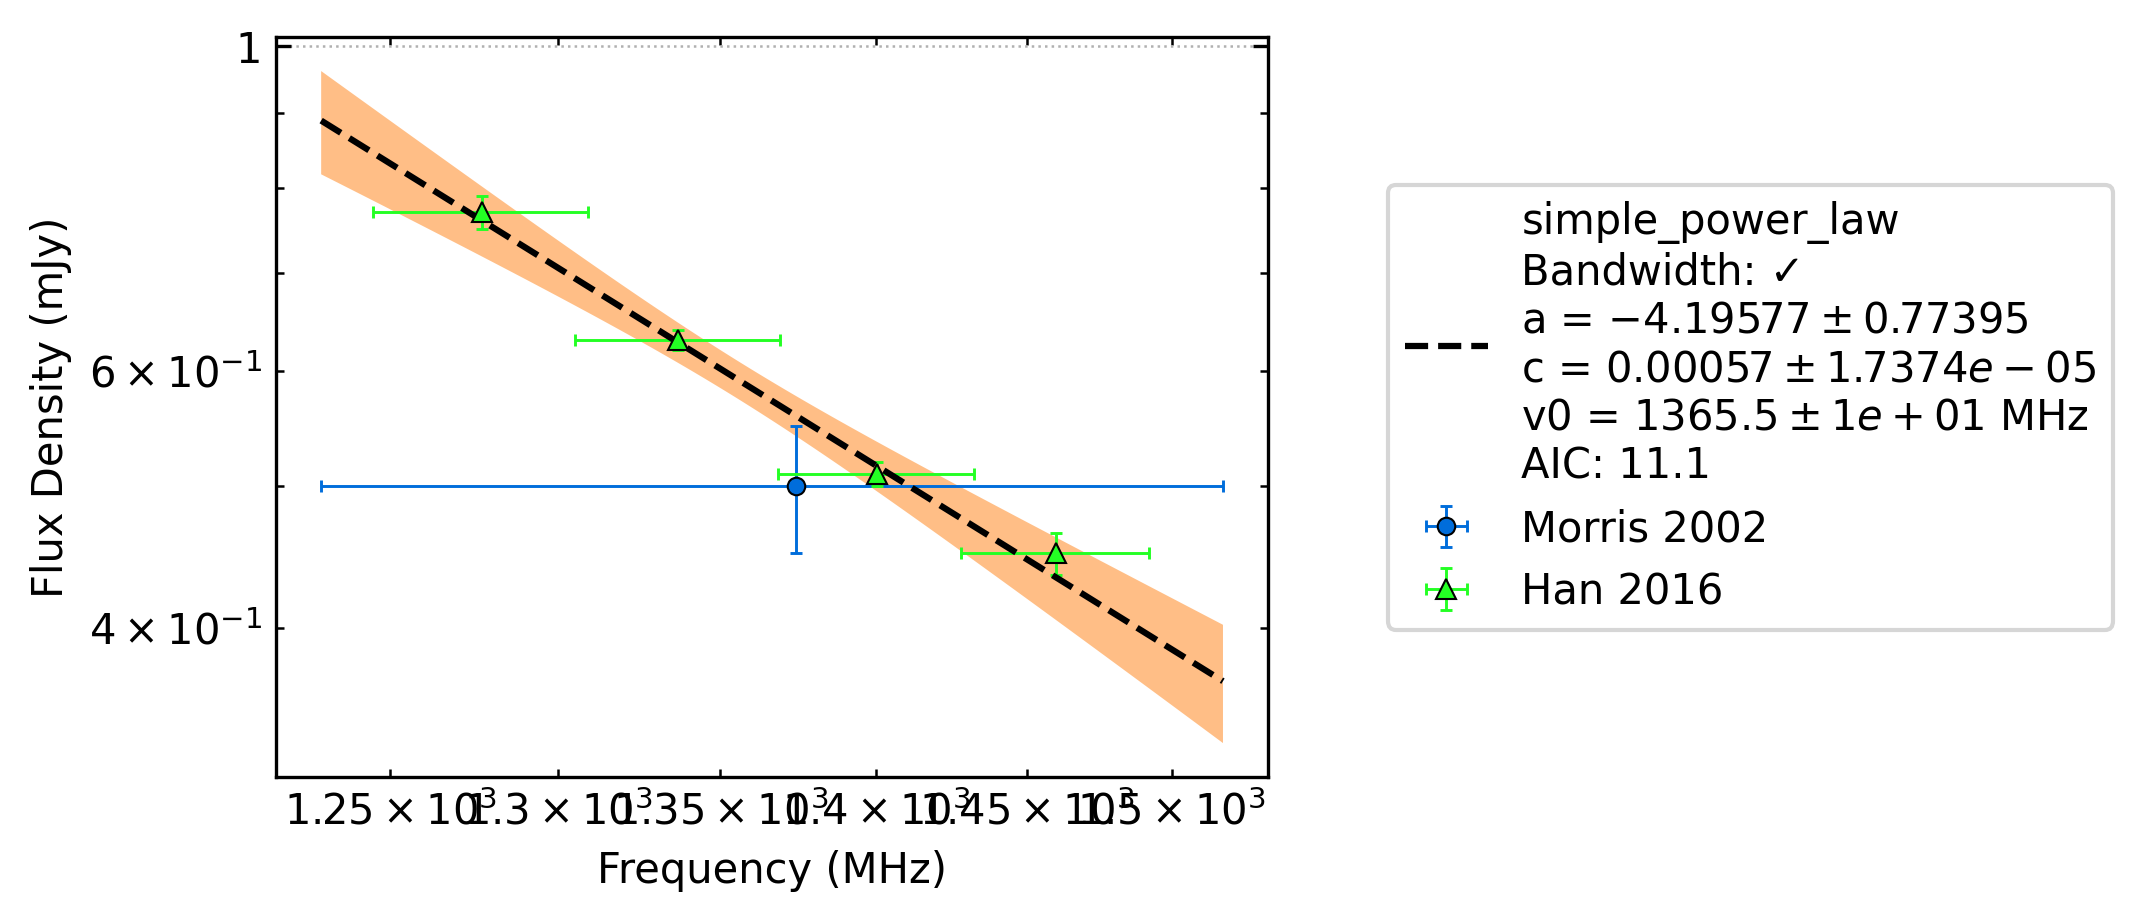 1
6 × 10⁻¹
4 × 10⁻¹
Flux Density (mJy)
1.25 × 10³ 1.3 × 10³ 1.35 × 10³ 1.4 × 10³ 1.45 × 10³ 1.5 × 10³
Frequency (MHz)
simple_power_law
Bandwidth: ✓
a = −4.19577 ± 0.77395
c = 0.00057 ± 1.7374e − 05
v0 = 1365.5 ± 1e + 01 MHz
AIC: 11.1
Morris 2002
Han 2016